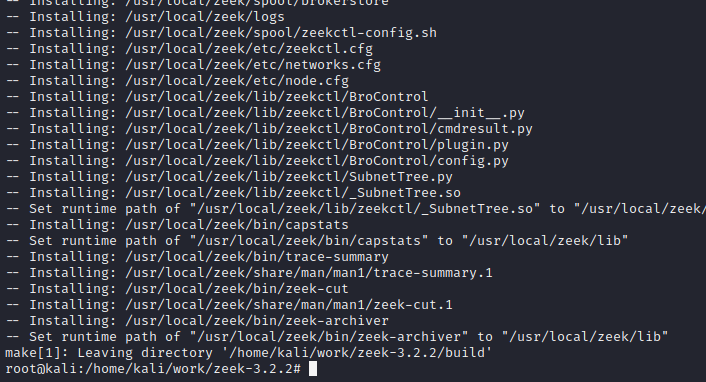 -- Installing: /usr/local/zeek/spool/brokerstore
-- Installing: /usr/local/zeek/logs
-- Installing: /usr/local/zeek/spool/zeekctl-config.sh
-- Installing: /usr/local/zeek/etc/zeekctl.cfg
-- Installing: /usr/local/zeek/etc/networks.cfg
-- Installing: /usr/local/zeek/etc/node.cfg
-- Installing: /usr/local/zeek/lib/zeekctl/BroControl
-- Installing: /usr/local/zeek/lib/zeekctl/BroControl/__init__.py
-- Installing: /usr/local/zeek/lib/zeekctl/BroControl/cmdresult.py
-- Installing: /usr/local/zeek/lib/zeekctl/BroControl/plugin.py
-- Installing: /usr/local/zeek/lib/zeekctl/BroControl/config.py
-- Installing: /usr/local/zeek/lib/zeekctl/SubnetTree.py
-- Installing: /usr/local/zeek/lib/zeekctl/_SubnetTree.so
-- Set runtime path of "/usr/local/zeek/lib/zeekctl/_SubnetTree.so" to "/usr/local/zeek/
-- Installing: /usr/local/zeek/bin/capstats
-- Set runtime path of "/usr/local/zeek/bin/capstats" to "/usr/local/zeek/lib"
-- Installing: /usr/local/zeek/bin/trace-summary
-- Installing: /usr/local/zeek/share/man/man1/trace-summary.1
-- Installing: /usr/local/zeek/bin/zeek-cut
-- Installing: /usr/local/zeek/share/man/man1/zeek-cut.1
-- Installing: /usr/local/zeek/bin/zeek-archiver
-- Set runtime path of "/usr/local/zeek/bin/zeek-archiver" to "/usr/local/zeek/lib"
make[1]: Leaving directory '/home/kali/work/zeek-3.2.2/build'
root@kali:/home/kali/work/zeek-3.2.2#